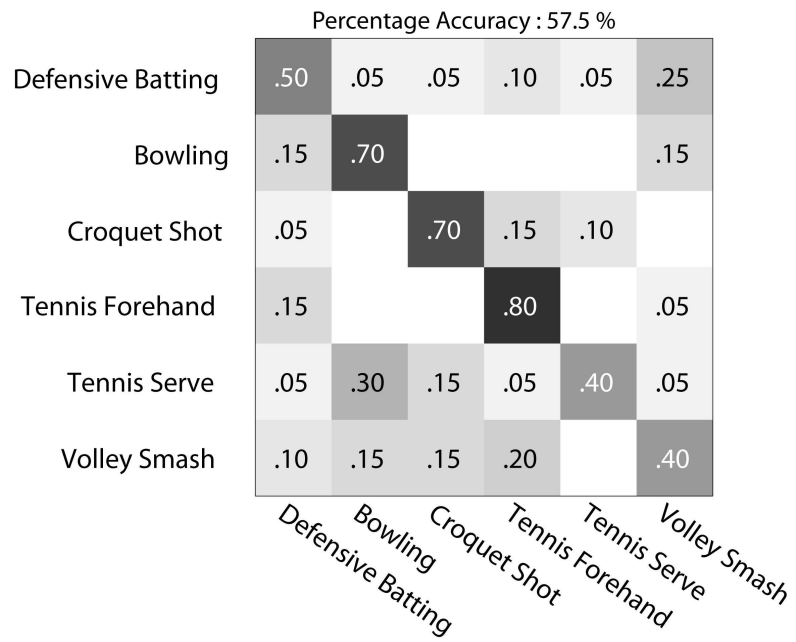 Percentage Accuracy : 57.5 %
Defensive Batting .50 .05 .05 .10 .05 .25
Bowling .15 .70 .15
Croquet Shot .05 .70 .15 .10
Tennis Forehand .15 .80 .05
Tennis Serve .05 .30 .15 .05 .40 .05
Volley Smash .10 .15 .15 .20 .40
Defensive Batting
Bowling
Croquet Shot
Tennis Forehand
Tennis Serve
Volley Smash